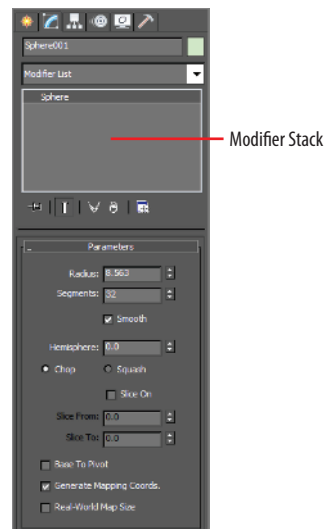 Sphere001
Modifier List
Sphere
Modifier Stack
- Parameters
Radius: 8.563
Segments: 32
Smooth
Hemisphere: 0.0
Chop Squash
Slice On
Slice From: 0.0
Slice To: 0.0
Base To Pivot
Generate Mapping Coords.
Real-World Map Size